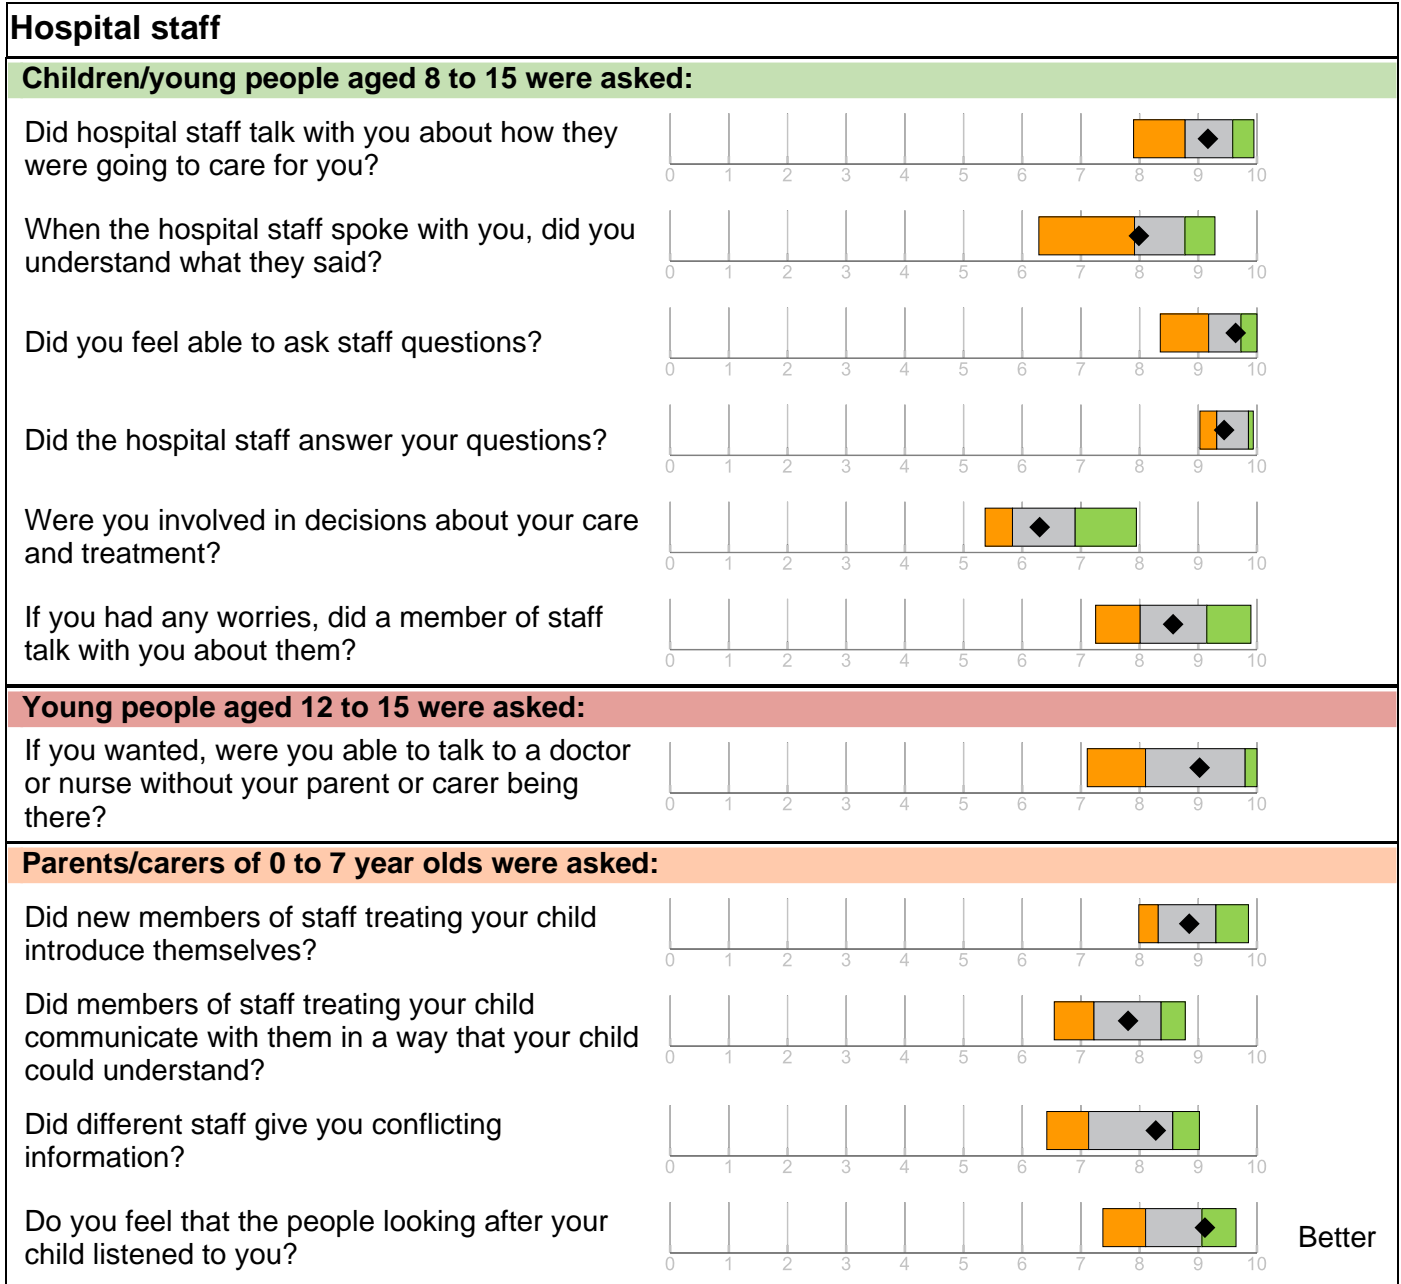 Hospital staff
Children/young people aged 8 to 15 were asked:
Did hospital staff talk with you about how they
were going to care for you?
0 1 2 3 4 5 6 7 8 9 10
When the hospital staff spoke with you, did you
understand what they said?
0 1 2 3 4 5 6 7 8 9 10
Did you feel able to ask staff questions?
0 1 2 3 4 5 6 7 8 9 10
Did the hospital staff answer your questions?
0 1 2 3 4 5 6 7 8 9 10
Were you involved in decisions about your care
and treatment?
0 1 2 3 4 5 6 7 8 9 10
If you had any worries, did a member of staff
talk with you about them?
0 1 2 3 4 5 6 7 8 9 10
Young people aged 12 to 15 were asked:
If you wanted, were you able to talk to a doctor
or nurse without your parent or carer being
there?
0 1 2 3 4 5 6 7 8 9 10
Parents/carers of 0 to 7 year olds were asked:
Did new members of staff treating your child
introduce themselves?
0 1 2 3 4 5 6 7 8 9 10
Did members of staff treating your child
communicate with them in a way that your child
could understand?
0 1 2 3 4 5 6 7 8 9 10
Did different staff give you conflicting
information?
0 1 2 3 4 5 6 7 8 9 10
Do you feel that the people looking after your
child listened to you?
0 1 2 3 4 5 6 7 8 9 10
Better